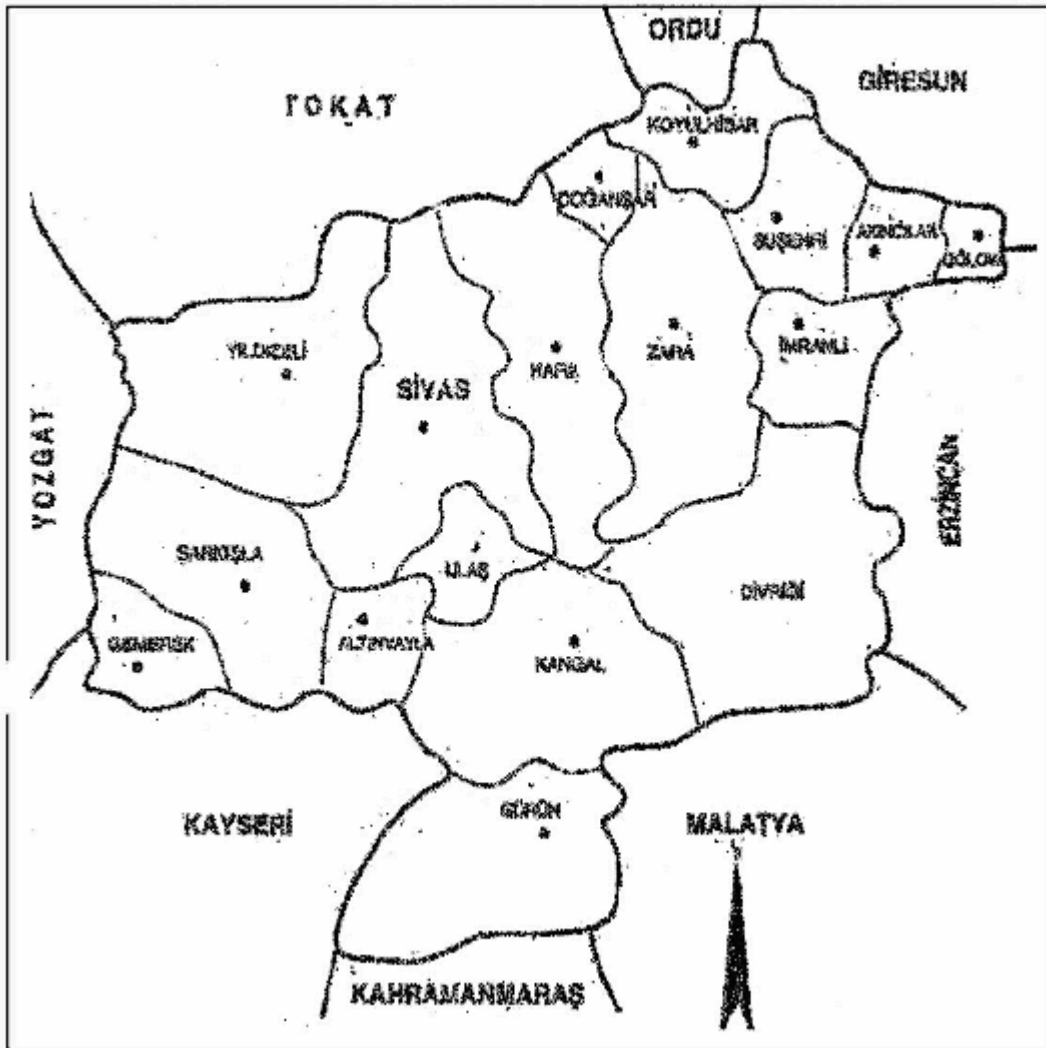 ORDU
GİRESUN
TOKAT
KOYULHİSAR
DOĞANŞAR
SUŞEHRİ
AKINCILAR
GÖLOVA
YILDIZELİ
SİVAS
HAFİK
ZARA
İMRANLI
YOZGAT
ERZİNCAN
ŞARKIŞLA
ULAŞ
DİVRİĞİ
GEMEREK
ALTINYAYLA
KANGAL
KAYSERİ
GÜRÜN
MALATYA
KAHRAMANMARAŞ